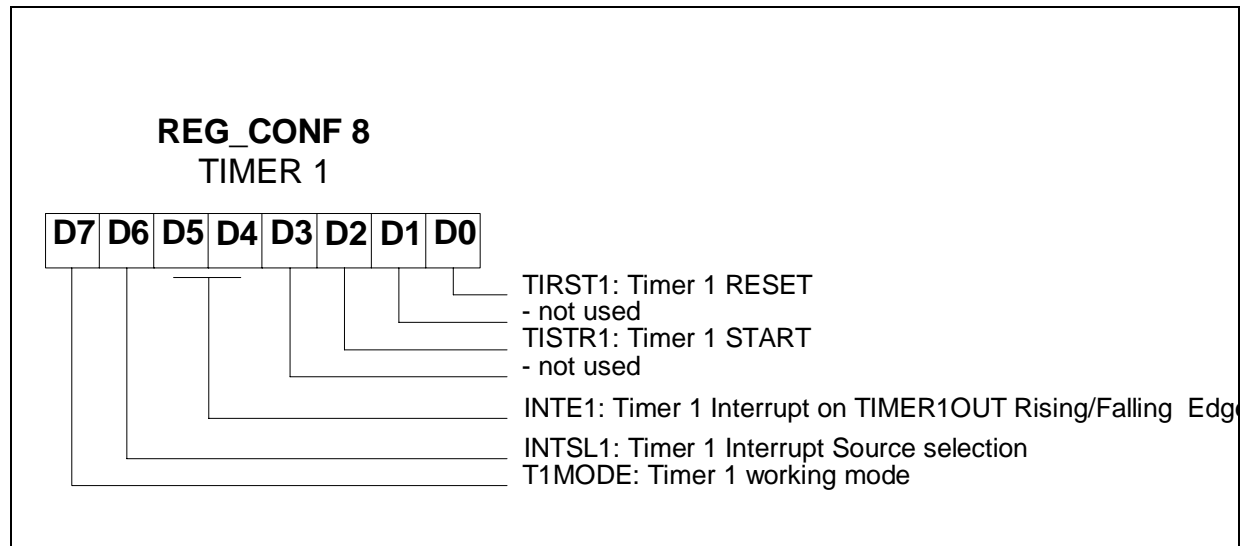 REG_CONF 8
TIMER 1
D7 D6 D5 D4 D3 D2 D1 D0
TIRST1: Timer 1 RESET
- not used
TISTR1: Timer 1 START
- not used
INTE1: Timer 1 Interrupt on TIMER1OUT Rising/Falling Edge
INTSL1: Timer 1 Interrupt Source selection
T1MODE: Timer 1 working mode